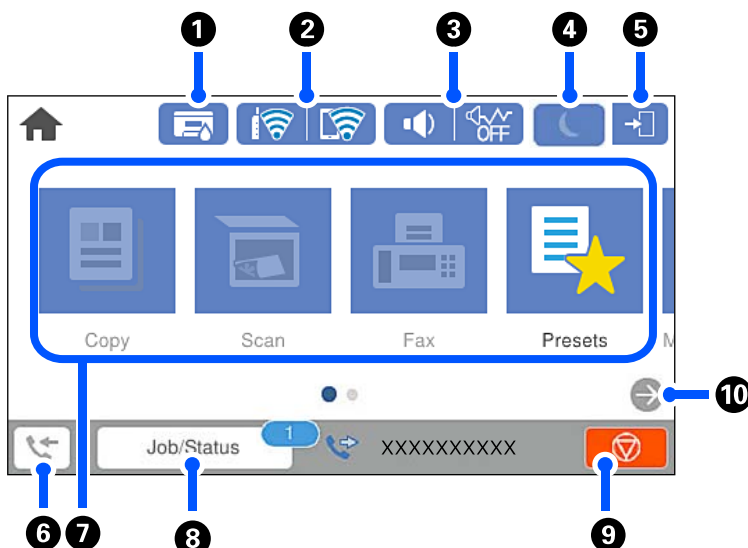 1 2 3 4 5
OFF
Copy Scan Fax Presets M
10
Job/Status 1 XXXXXXXXXX
6 7 8 9